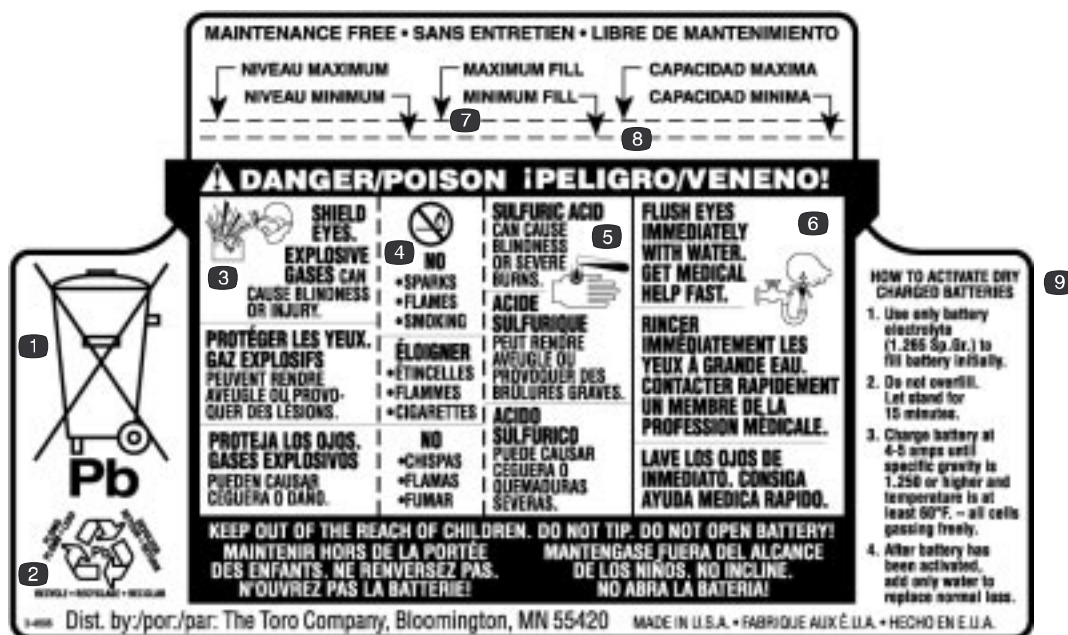 MAINTENANCE FREE • SANS ENTRETIEN • LIBRE DE MANTENIMIENTO
NIVEAU MAXIMUM
NIVEAU MINIMUM
MAXIMUM FILL
MINIMUM FILL
CAPACIDAD MAXIMA
CAPACIDAD MINIMA
7
8
DANGER/POISON ¡PELIGRO/VENENO!
SHIELD
EYES.
EXPLOSIVE
GASES CAN
CAUSE BLINDNESS
OR INJURY.
3
PROTÉGER LES YEUX.
GAZ EXPLOSIFS
PEUVENT RENDRE
AVEUGLE OU PROVO-
QUER DES LÉSIONS.
PROTEJA LOS OJOS.
GASES EXPLOSIVOS
PUEDEN CAUSAR
CEGUERA O DAÑO.
4
NO
•SPARKS
•FLAMES
•SMOKING
ÉLOIGNER
•ÉTINCELLES
•FLAMMES
•CIGARETTES
NO
•CHISPAS
•FLAMAS
•FUMAR
SULFURIC ACID
CAN CAUSE
BLINDNESS
OR SEVERE
BURNS.
5
ACIDE
SULFURIQUE
PEUT RENDRE
AVEUGLE OU
PROVOQUER DES
BRÛLURES GRAVES.
ACIDO
SULFURICO
PUEDE CAUSAR
CEGUERA O
QUEMADURAS
SEVERAS.
FLUSH EYES
IMMEDIATELY
WITH WATER.
GET MEDICAL
HELP FAST.
6
RINCER
IMMÉDIATEMENT LES
YEUX À GRANDE EAU.
CONTACTER RAPIDEMENT
UN MEMBRE DE LA
PROFESSION MÉDICALE.
LAVE LOS OJOS DE
INMEDIATO. CONSIGA
AYUDA MEDICA RAPIDO.
KEEP OUT OF THE REACH OF CHILDREN. DO NOT TIP. DO NOT OPEN BATTERY!
MAINTENIR HORS DE LA PORTÉE
DES ENFANTS. NE RENVERSEZ PAS.
N'OUVREZ PAS LA BATTERIE!
MANTENGASE FUERA DEL ALCANCE
DE LOS NIÑOS. NO INCLINE.
NO ABRA LA BATERIA!
1
Pb
2
RECYCLE • RECYCLAGE • RECICLAR
9
HOW TO ACTIVATE DRY
CHARGED BATTERIES
1. Use only battery
electrolyte
(1.265 Sp.Gr.) to
fill battery initially.
2. Do not overfill.
Let stand for
15 minutes.
3. Charge battery at
4-5 amps until
specific gravity is
1.250 or higher and
temperature is at
least 60°F. – all cells
gassing freely.
4. After battery has
been activated,
add only water to
replace normal loss.
Dist. by:/por:/par: The Toro Company, Bloomington, MN 55420
MADE IN U.S.A. • FABRIQUE AUX É.U.A. • HECHO EN E.U.A.